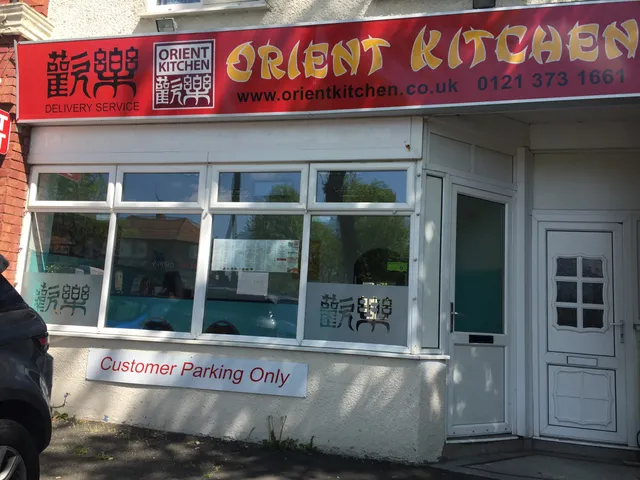 歡樂
DELIVERY SERVICE
ORIENT
KITCHEN
歡樂
ORIENT KITCHEN
www.orientkitchen.co.uk 0121 373 1661
歡樂
歡樂
Customer Parking Only